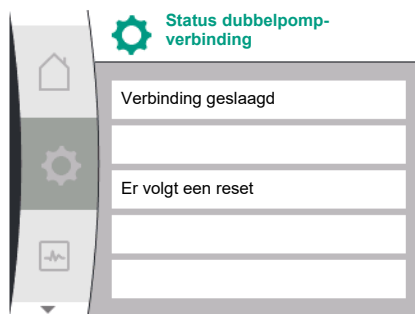 Status dubbelpomp-
verbinding
Verbinding geslaagd
Er volgt een reset